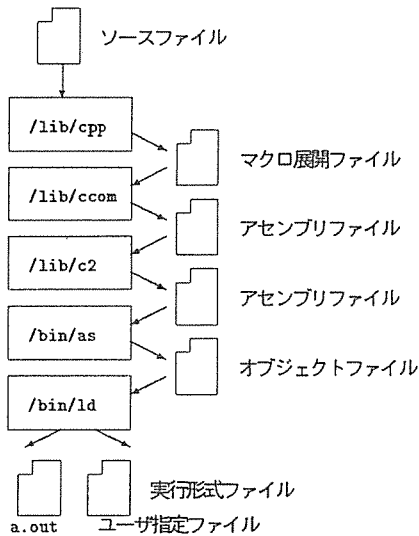 ソースファイル
/lib/cpp
マクロ展開ファイル
/lib/ccom
アセンブリファイル
/lib/c2
アセンブリファイル
/bin/as
オブジェクトファイル
/bin/ld
実行形式ファイル
a.out ユーザ指定ファイル